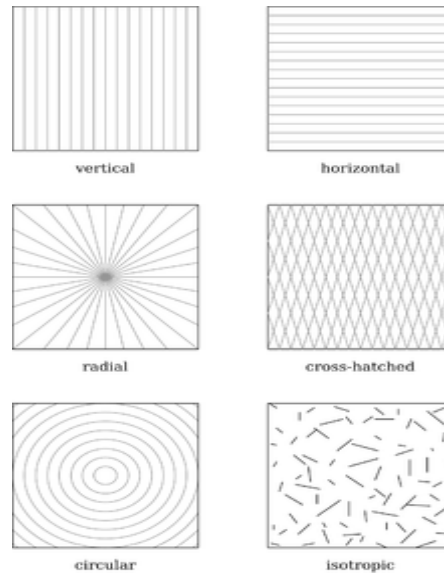 vertical
horizontal
radial
cross-hatched
circular
isotropic